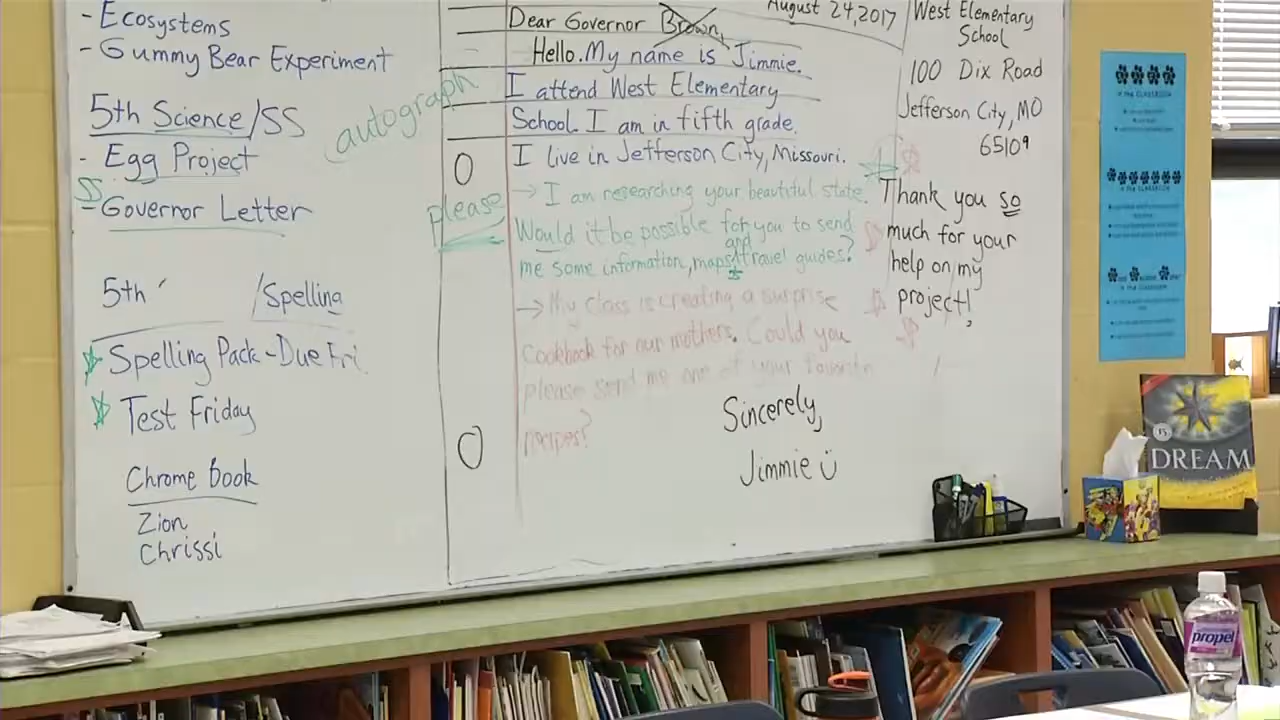 - Ecosystems
- Gummy Bear Experiment
5th Science/SS
- Egg Project
SS
- Governor Letter
5th
/Spelling
Spelling Pack - Due Fri
Test Friday
Chrome Book
Zion
Chrissi
autograph
please
August 24, 2017
Dear Governor Brown,
Hello. My name is Jimmie.
I attend West Elementary
School. I am in fifth grade.
I live in Jefferson City, Missouri.
→ I am researching your beautiful state.
Would it be possible for you to send
me some information, maps, and travel guides?
→ My class is creating a surprise
cookbook for our mothers. Could you
please send me one of your favorite
recipes?
Sincerely,
Jimmie
West Elementary
School
100 Dix Road
Jefferson City, MO
65109
Thank you so
much for your
help on my
project!
DREAM
propel